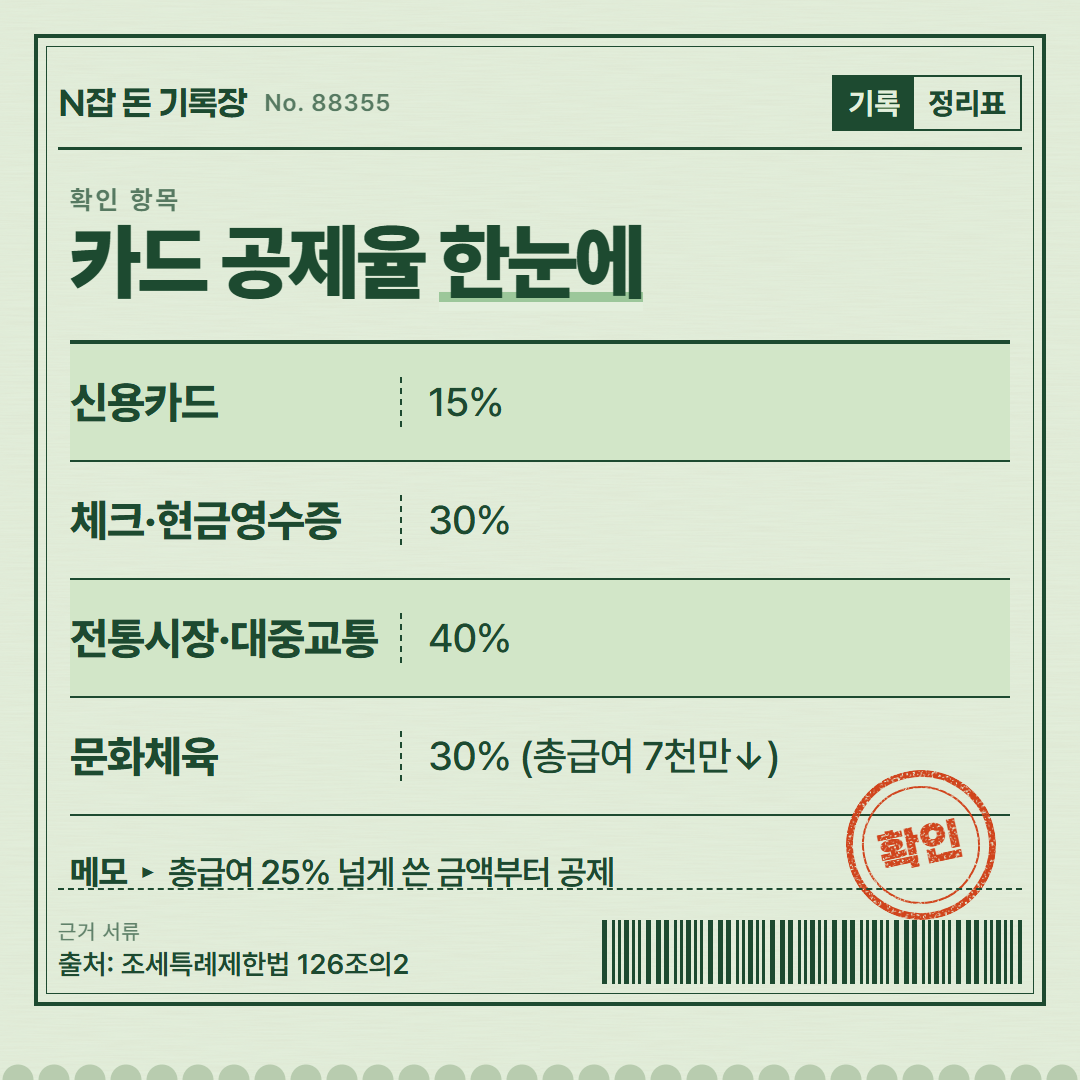 N잡 돈 기록장 No. 88355 기록 정리표
확인 항목
카드 공제율 한눈에
신용카드 15%
체크·현금영수증 30%
전통시장·대중교통 40%
문화체육 30% (총급여 7천만↓)
확인
메모 ▸ 총급여 25% 넘게 쓴 금액부터 공제
근거 서류
출처: 조세특례제한법 126조의2